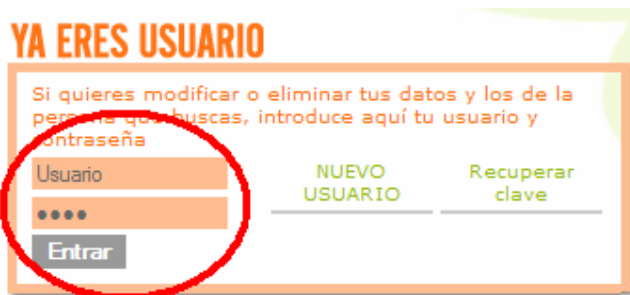 YA ERES USUARIO
Si quieres modificar o eliminar tus datos y los de la
persona que buscas, introduce aquí tu usuario y
contraseña
Usuario
NUEVO
USUARIO
Recuperar
clave
••••
Entrar